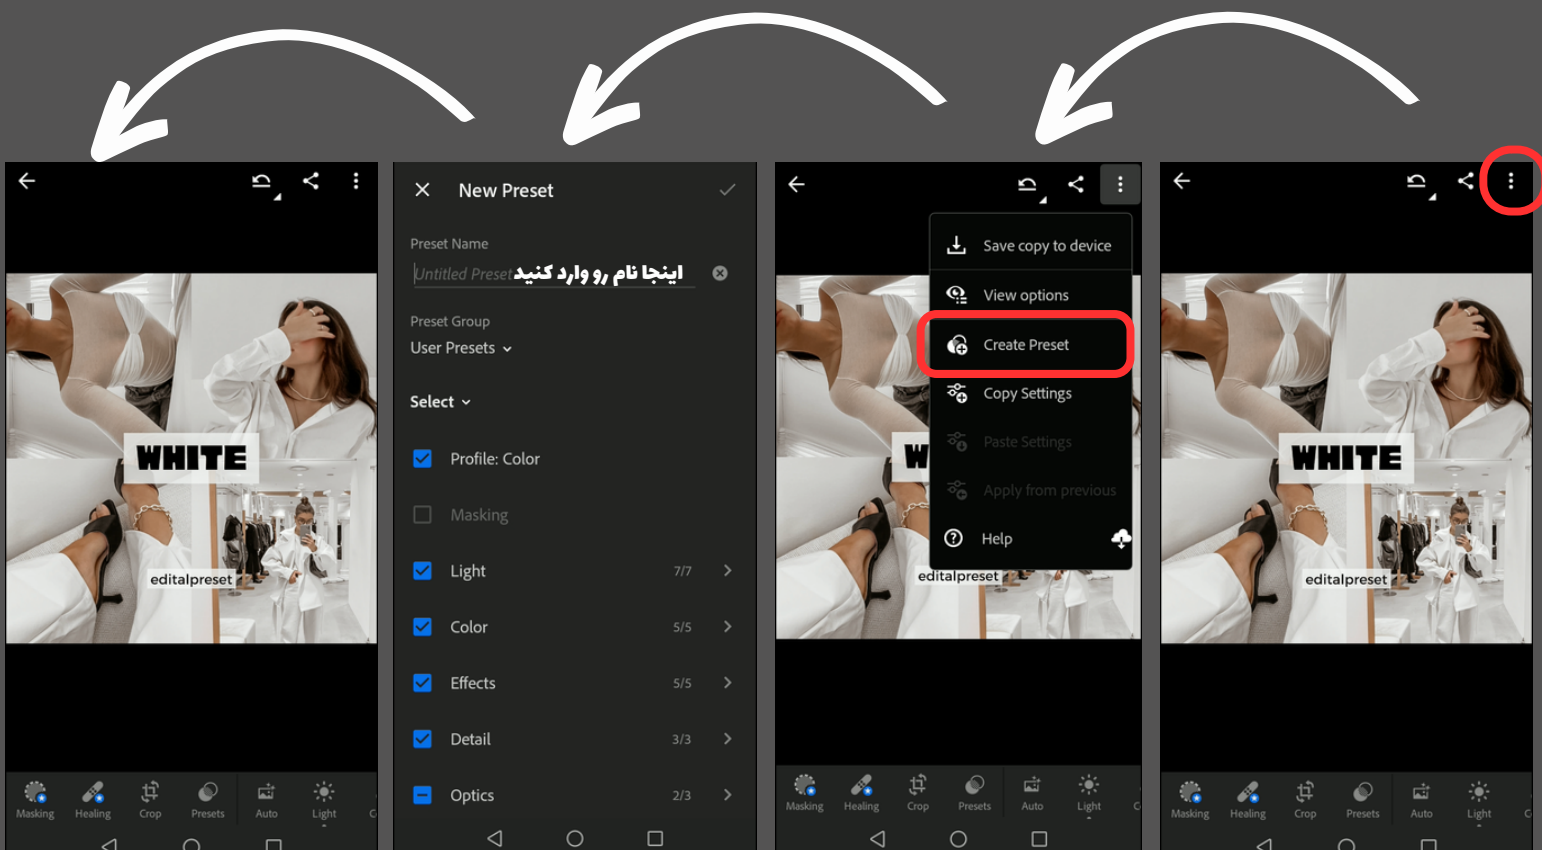 WHITE
editalpreset
Masking
Healing
Crop
Presets
Auto
Light
New Preset
Preset Name
Untitled Preset
اینجا نام رو وارد کنید
Preset Group
User Presets
Select
Profile: Color
Masking
Light 7/7
Color 5/5
Effects 5/5
Detail 3/3
Optics 2/3
Save copy to device
View options
Create Preset
Copy Settings
Paste Settings
Apply from previous
Help
W
editalpreset
Masking
Healing
Crop
Presets
Auto
Light
C
WHITE
editalpreset
Masking
Healing
Crop
Presets
Auto
Light
C